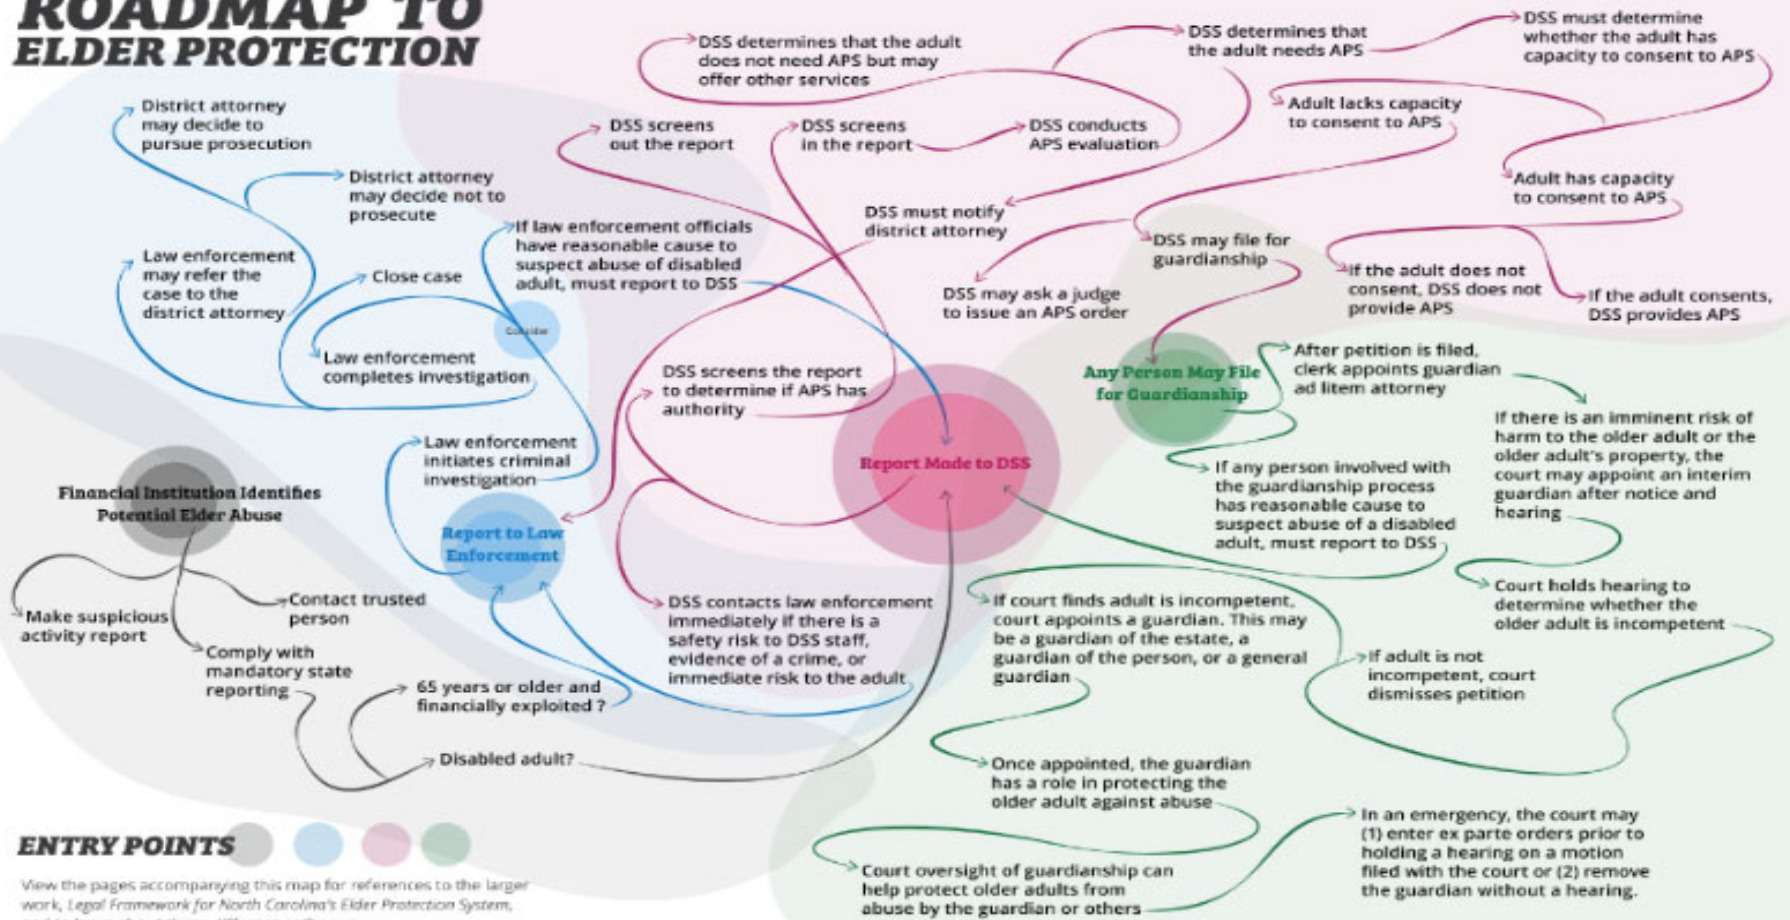 ROADMAP TO
ELDER PROTECTION
District attorney
may decide to
pursue prosecution
District attorney
may decide not to
prosecute
Law enforcement
may refer the
case to the
district attorney
Close case
If law enforcement officials
have reasonable cause to
suspect abuse of disabled
adult, must report to DSS
Consider
Law enforcement
completes investigation
Law enforcement
initiates criminal
investigation
Report to Law
Enforcement
Financial Institution Identifies
Potential Elder Abuse
Make suspicious
activity report
Contact trusted
person
Comply with
mandatory state
reporting
65 years or older and
financially exploited ?
Disabled adult?
DSS determines that the adult
does not need APS but may
offer other services
DSS determines that
the adult needs APS
DSS must determine
whether the adult has
capacity to consent to APS
DSS screens
out the report
DSS screens
in the report
DSS conducts
APS evaluation
Adult lacks capacity
to consent to APS
Adult has capacity
to consent to APS
DSS must notify
district attorney
DSS may file for
guardianship
DSS may ask a judge
to issue an APS order
If the adult does not
consent, DSS does not
provide APS
If the adult consents,
DSS provides APS
DSS screens the report
to determine if APS has
authority
Report Made to DSS
DSS contacts law enforcement
immediately if there is a
safety risk to DSS staff,
evidence of a crime, or
immediate risk to the adult
Any Person May File
for Guardianship
After petition is filed,
clerk appoints guardian
ad litem attorney
If there is an imminent risk of
harm to the older adult or the
older adult's property, the
court may appoint an interim
guardian after notice and
hearing
If any person involved with
the guardianship process
has reasonable cause to
suspect abuse of a disabled
adult, must report to DSS
Court holds hearing to
determine whether the
older adult is incompetent
If court finds adult is incompetent,
court appoints a guardian. This may
be a guardian of the estate, a
guardian of the person, or a general
guardian
If adult is not
incompetent, court
dismisses petition
Once appointed, the guardian
has a role in protecting the
older adult against abuse
Court oversight of guardianship can
help protect older adults from
abuse by the guardian or others
In an emergency, the court may
(1) enter ex parte orders prior to
holding a hearing on a motion
filed with the court or (2) remove
the guardian without a hearing.
ENTRY POINTS
View the pages accompanying this map for references to the larger
work, Legal Framework for North Carolina's Elder Protection System,